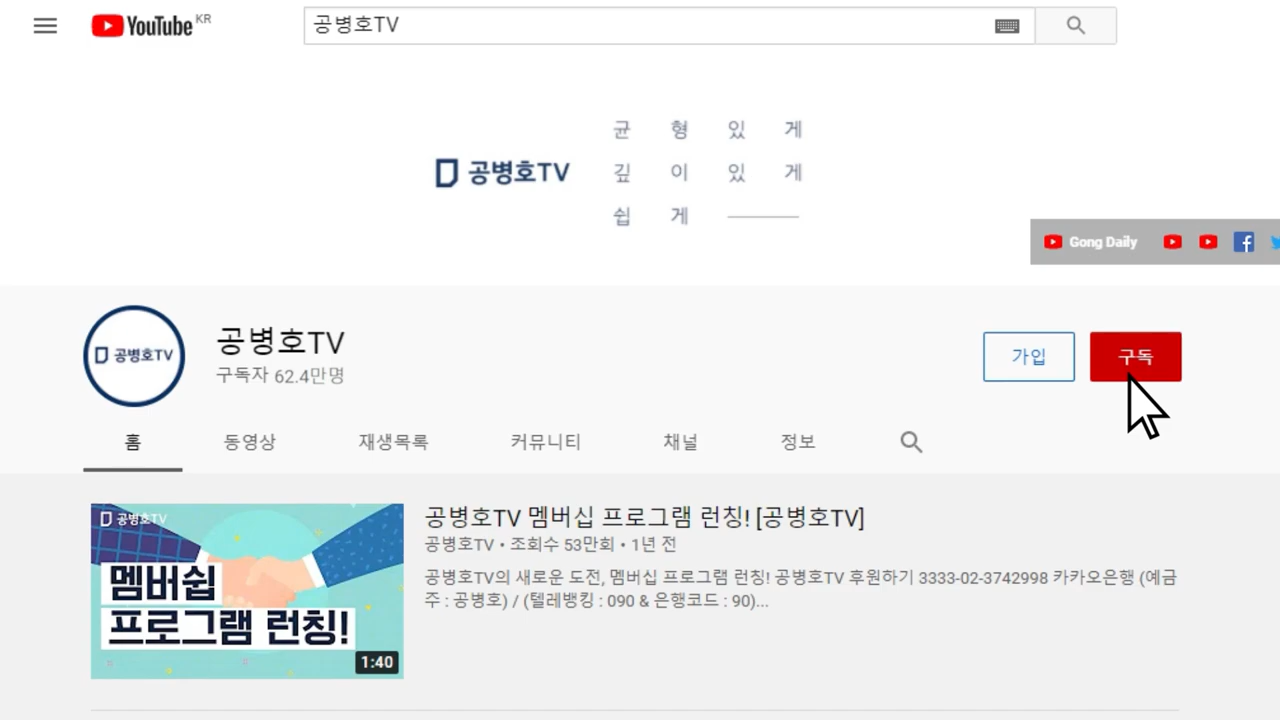 YouTube KR
공병호TV
균 형 있 게
공병호TV
깊 이 있 게
쉽 게
Gong Daily
공병호TV
공병호TV
구독자 62.4만명
가입
구독
홈
동영상
재생목록
커뮤니티
채널
정보
공병호TV
멤버쉽
프로그램 런칭!
1:40
공병호TV 멤버십 프로그램 런칭! [공병호TV]
공병호TV • 조회수 53만회 • 1년 전
공병호TV의 새로운 도전, 멤버십 프로그램 런칭! 공병호TV 후원하기 3333-02-3742998 카카오은행 (예금
주 : 공병호) / (텔레뱅킹 : 090 & 은행코드 : 90)...